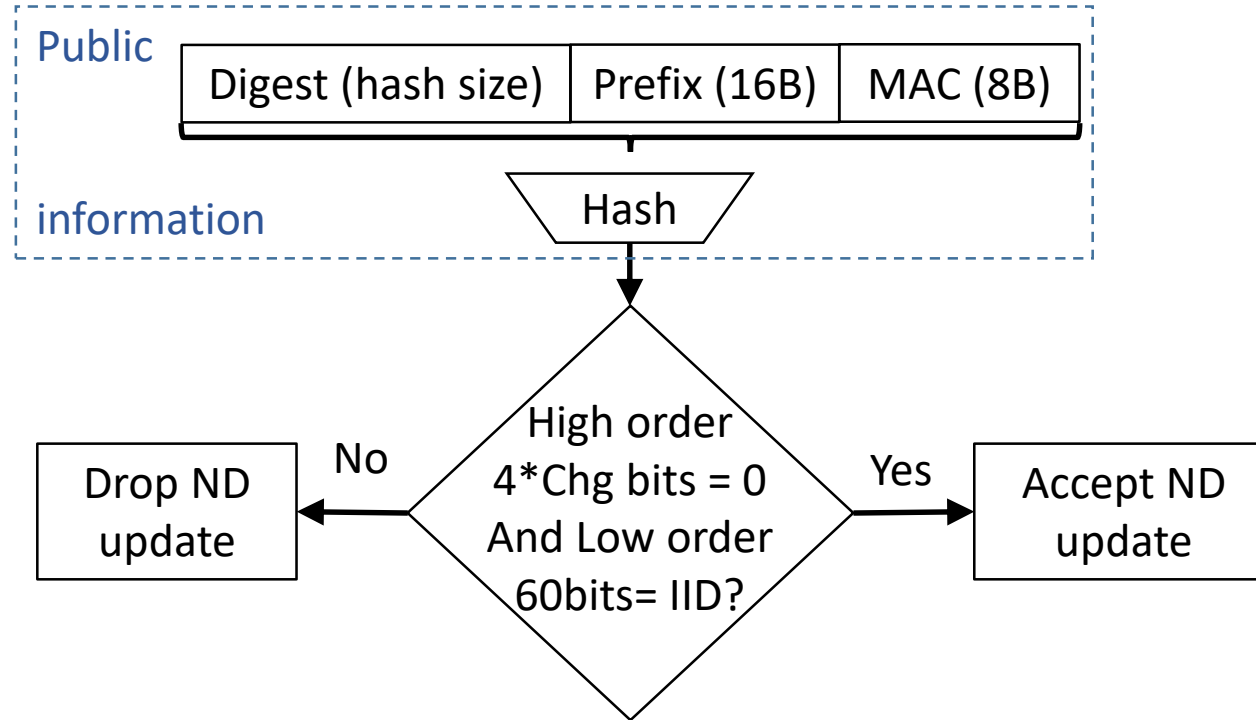 Public
Digest (hash size) Prefix (16B) MAC (8B)
information
Hash
High order
4*Chg bits = 0
And Low order
60bits= IID?
No
Drop ND
update
Yes
Accept ND
update